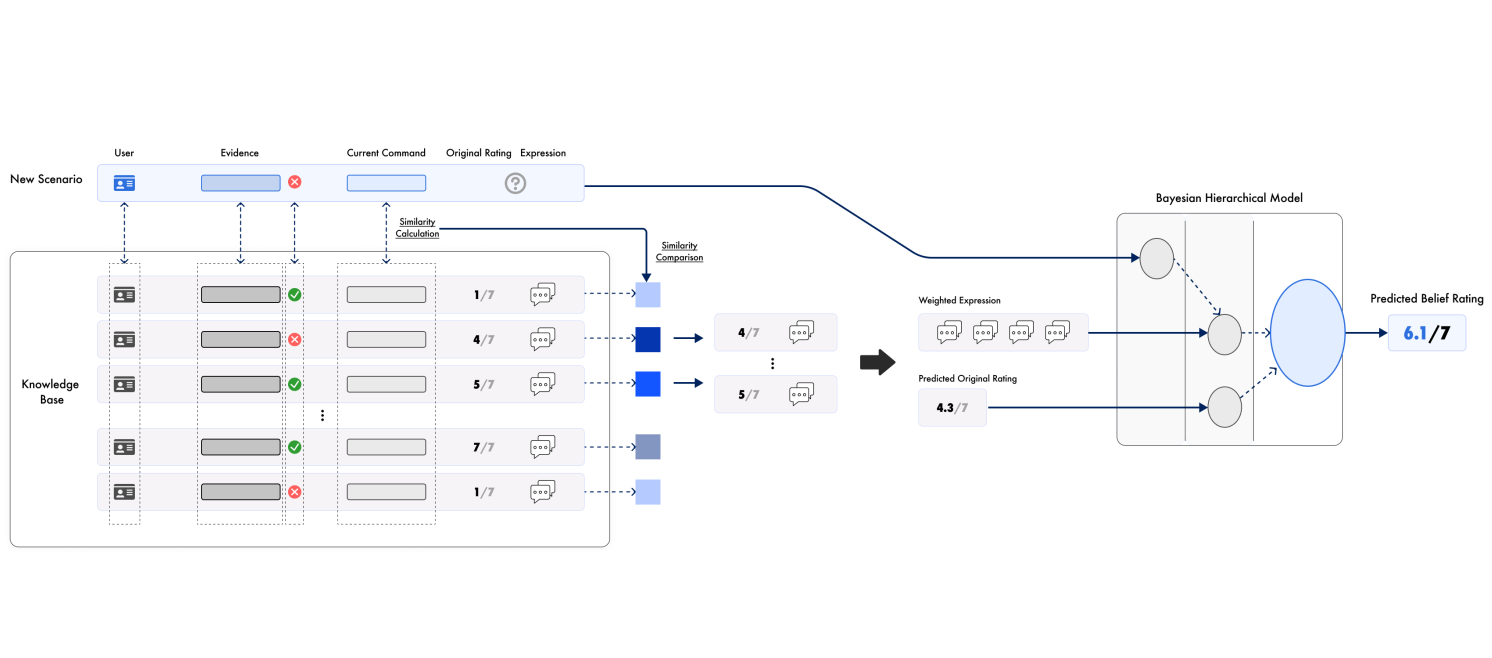 User Evidence Current Command Original Rating Expression
New Scenario
Similarity
Calculation
Similarity
Comparison
Knowledge
Base
1/7
4/7
5/7
7/7
1/7
4/7
5/7
Weighted Expression
Predicted Original Rating
4.3/7
Bayesian Hierarchical Model
Predicted Belief Rating
6.1/7